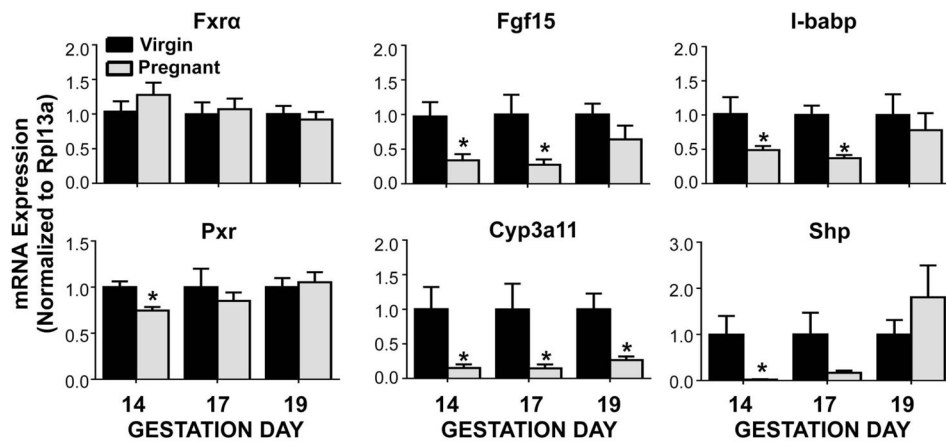 Fxrα
Fgf15
I-babp
Virgin
Pregnant
mRNA Expression
(Normalized to Rpl13a)
2.0
1.5
1.0
0.5
0.0
2.0
1.5
1.0
0.5
0.0
*
*
2.0
1.5
1.0
0.5
0.0
*
*
Pxr
Cyp3a11
Shp
1.5
1.0
0.5
0.0
*
2.0
1.5
1.0
0.5
0.0
*
*
*
3.0
2.0
1.0
0.0
*
14 17 19
14 17 19
14 17 19
GESTATION DAY
GESTATION DAY
GESTATION DAY